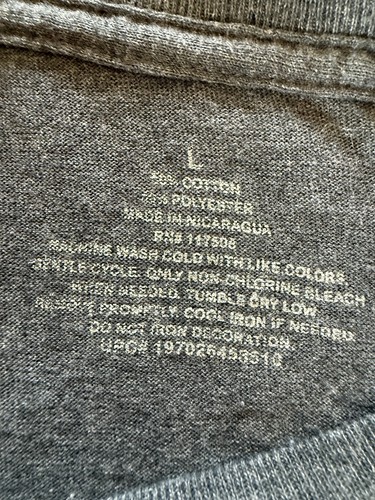 L
COTTON
POLYESTER
MADE IN NICARAGUA
RN# 117506
MACHINE WASH COLD WITH LIKE COLORS,
GENTLE CYCLE. ONLY NON-CHLORINE BLEACH
WHEN NEEDED. TUMBLE DRY LOW
REMOVE PROMPTLY. COOL IRON IF NEEDED.
DO NOT IRON DECORATION.
UPC# 197026453510